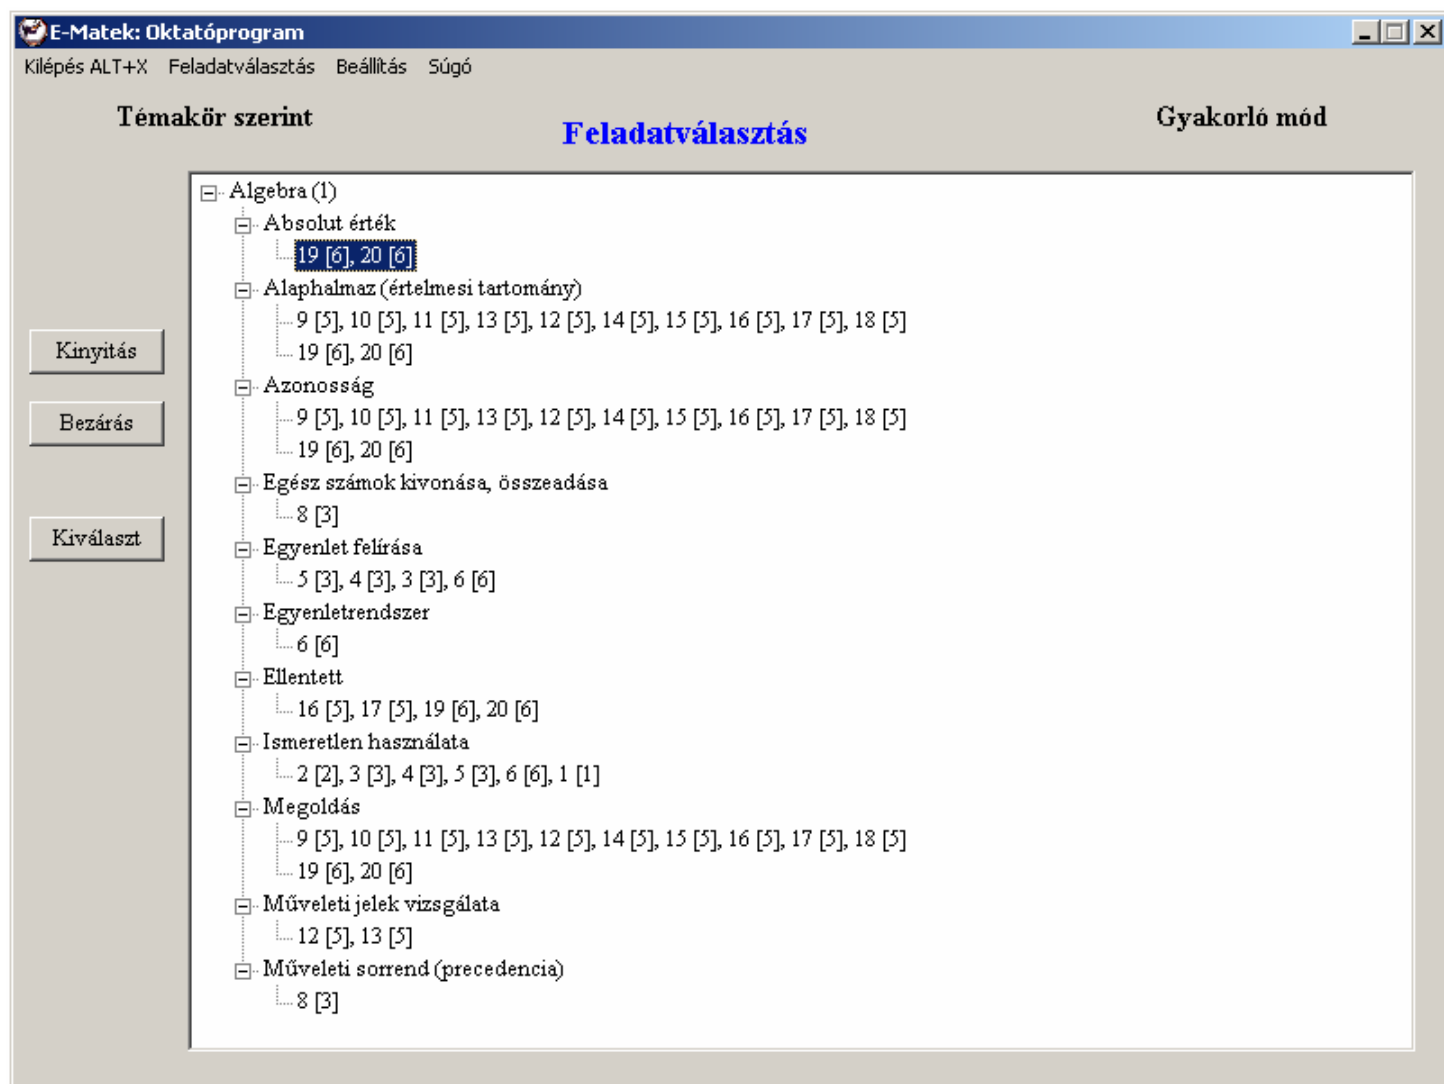 E-Matek: Oktatóprogram
Kilépés ALT+X Feladatválasztás Beállítás Súgó
Témakör szerint
Feladatválasztás
Gyakorló mód
Algebra (1)
Absolut érték
19 [6], 20 [6]
Alaphalmaz (értelmesi tartomány)
9 [5], 10 [5], 11 [5], 13 [5], 12 [5], 14 [5], 15 [5], 16 [5], 17 [5], 18 [5]
19 [6], 20 [6]
Azonosság
9 [5], 10 [5], 11 [5], 13 [5], 12 [5], 14 [5], 15 [5], 16 [5], 17 [5], 18 [5]
19 [6], 20 [6]
Egész számok kivonása, összeadása
8 [3]
Egyenlet felírása
5 [3], 4 [3], 3 [3], 6 [6]
Egyenletrendszer
6 [6]
Ellentett
16 [5], 17 [5], 19 [6], 20 [6]
Ismeretlen használata
2 [2], 3 [3], 4 [3], 5 [3], 6 [6], 1 [1]
Megoldás
9 [5], 10 [5], 11 [5], 13 [5], 12 [5], 14 [5], 15 [5], 16 [5], 17 [5], 18 [5]
19 [6], 20 [6]
Műveleti jelek vizsgálata
12 [5], 13 [5]
Műveleti sorrend (precedencia)
8 [3]
Kinyitás
Bezárás
Kiválaszt